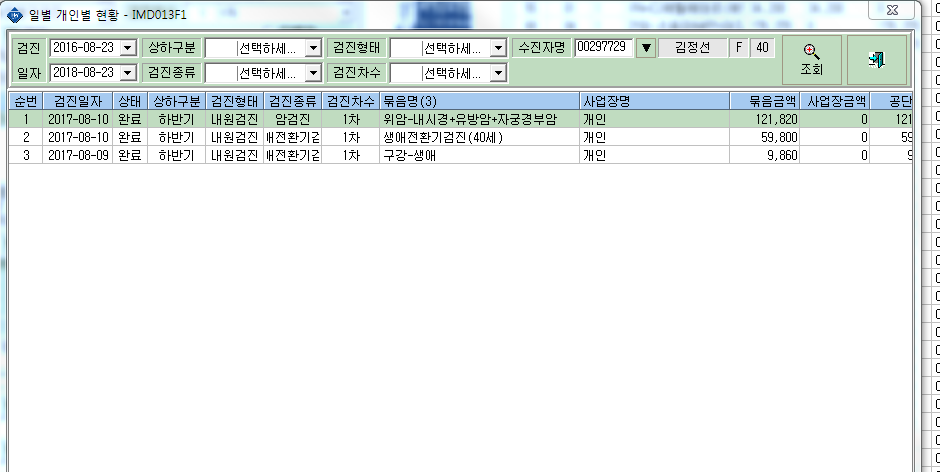 일별 개인별 현황 - IMD013F1
검진 2016-08-23 상하구분 선택하세... 검진형태 선택하세... 수진자명 00297729 김정선 F 40 조회
일자 2018-08-23 검진종류 선택하세... 검진차수 선택하세...
순번 검진일자 상태 상하구분 검진형태 검진종류 검진차수 묶음명(3) 사업장명 묶음금액 사업장금액 공단
1 2017-08-10 완료 하반기 내원검진 암검진 1차 위암-내시경+유방암+자궁경부암 개인 121,820 0 121
2 2017-08-10 완료 하반기 내원검진 배전환기검 1차 생애전환기검진(40세) 개인 59,800 0 59
3 2017-08-09 완료 하반기 내원검진 배전환기검 1차 구강-생애 개인 9,860 0 9